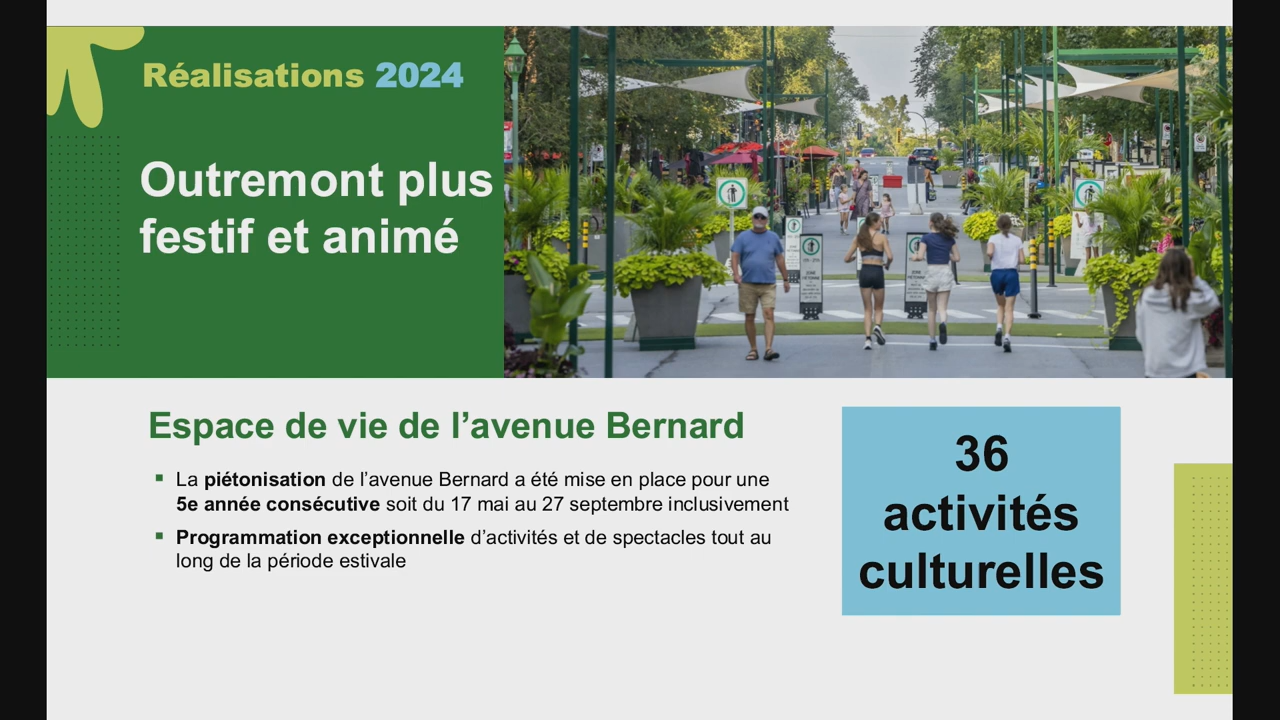 Réalisations 2024
Outremont plus
festif et animé
Espace de vie de l’avenue Bernard
▪ La piétonisation de l’avenue Bernard a été mise en place pour une
5e année consécutive soit du 17 mai au 27 septembre inclusivement
▪ Programmation exceptionnelle d’activités et de spectacles tout au
long de la période estivale
36
activités
culturelles